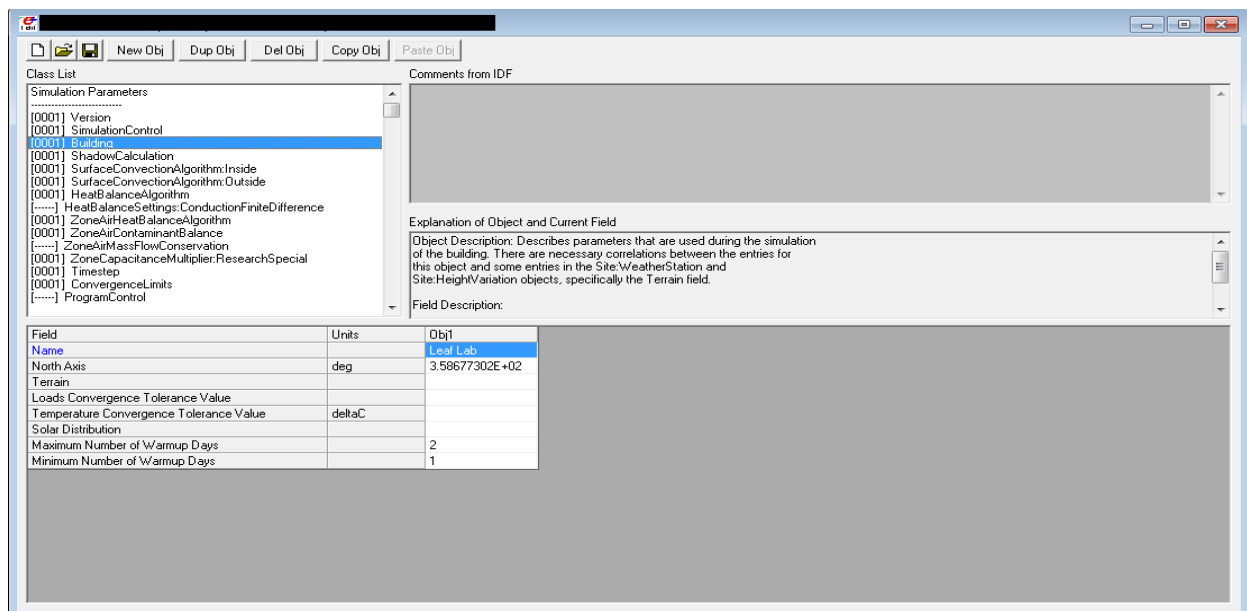 New Obj Dup Obj Del Obj Copy Obj Paste Obj
Class List
Simulation Parameters
--------------------------
[0001] Version
[0001] SimulationControl
[0001] Building
[0001] ShadowCalculation
[0001] SurfaceConvectionAlgorithm:Inside
[0001] SurfaceConvectionAlgorithm:Outside
[0001] HeatBalanceAlgorithm
[------] HeatBalanceSettings:ConductionFiniteDifference
[0001] ZoneAirHeatBalanceAlgorithm
[0001] ZoneAirContaminantBalance
[------] ZoneAirMassFlowConservation
[0001] ZoneCapacitanceMultiplier:ResearchSpecial
[0001] Timestep
[0001] ConvergenceLimits
[------] ProgramControl
Comments from IDF
Explanation of Object and Current Field
Object Description: Describes parameters that are used during the simulation
of the building. There are necessary correlations between the entries for
this object and some entries in the Site:WeatherStation and
Site:HeightVariation objects, specifically the Terrain field.
Field Description:
Field Units Obj1
Name Leaf Lab
North Axis deg 3.58677302E+02
Terrain
Loads Convergence Tolerance Value
Temperature Convergence Tolerance Value deltaC
Solar Distribution
Maximum Number of Warmup Days 2
Minimum Number of Warmup Days 1